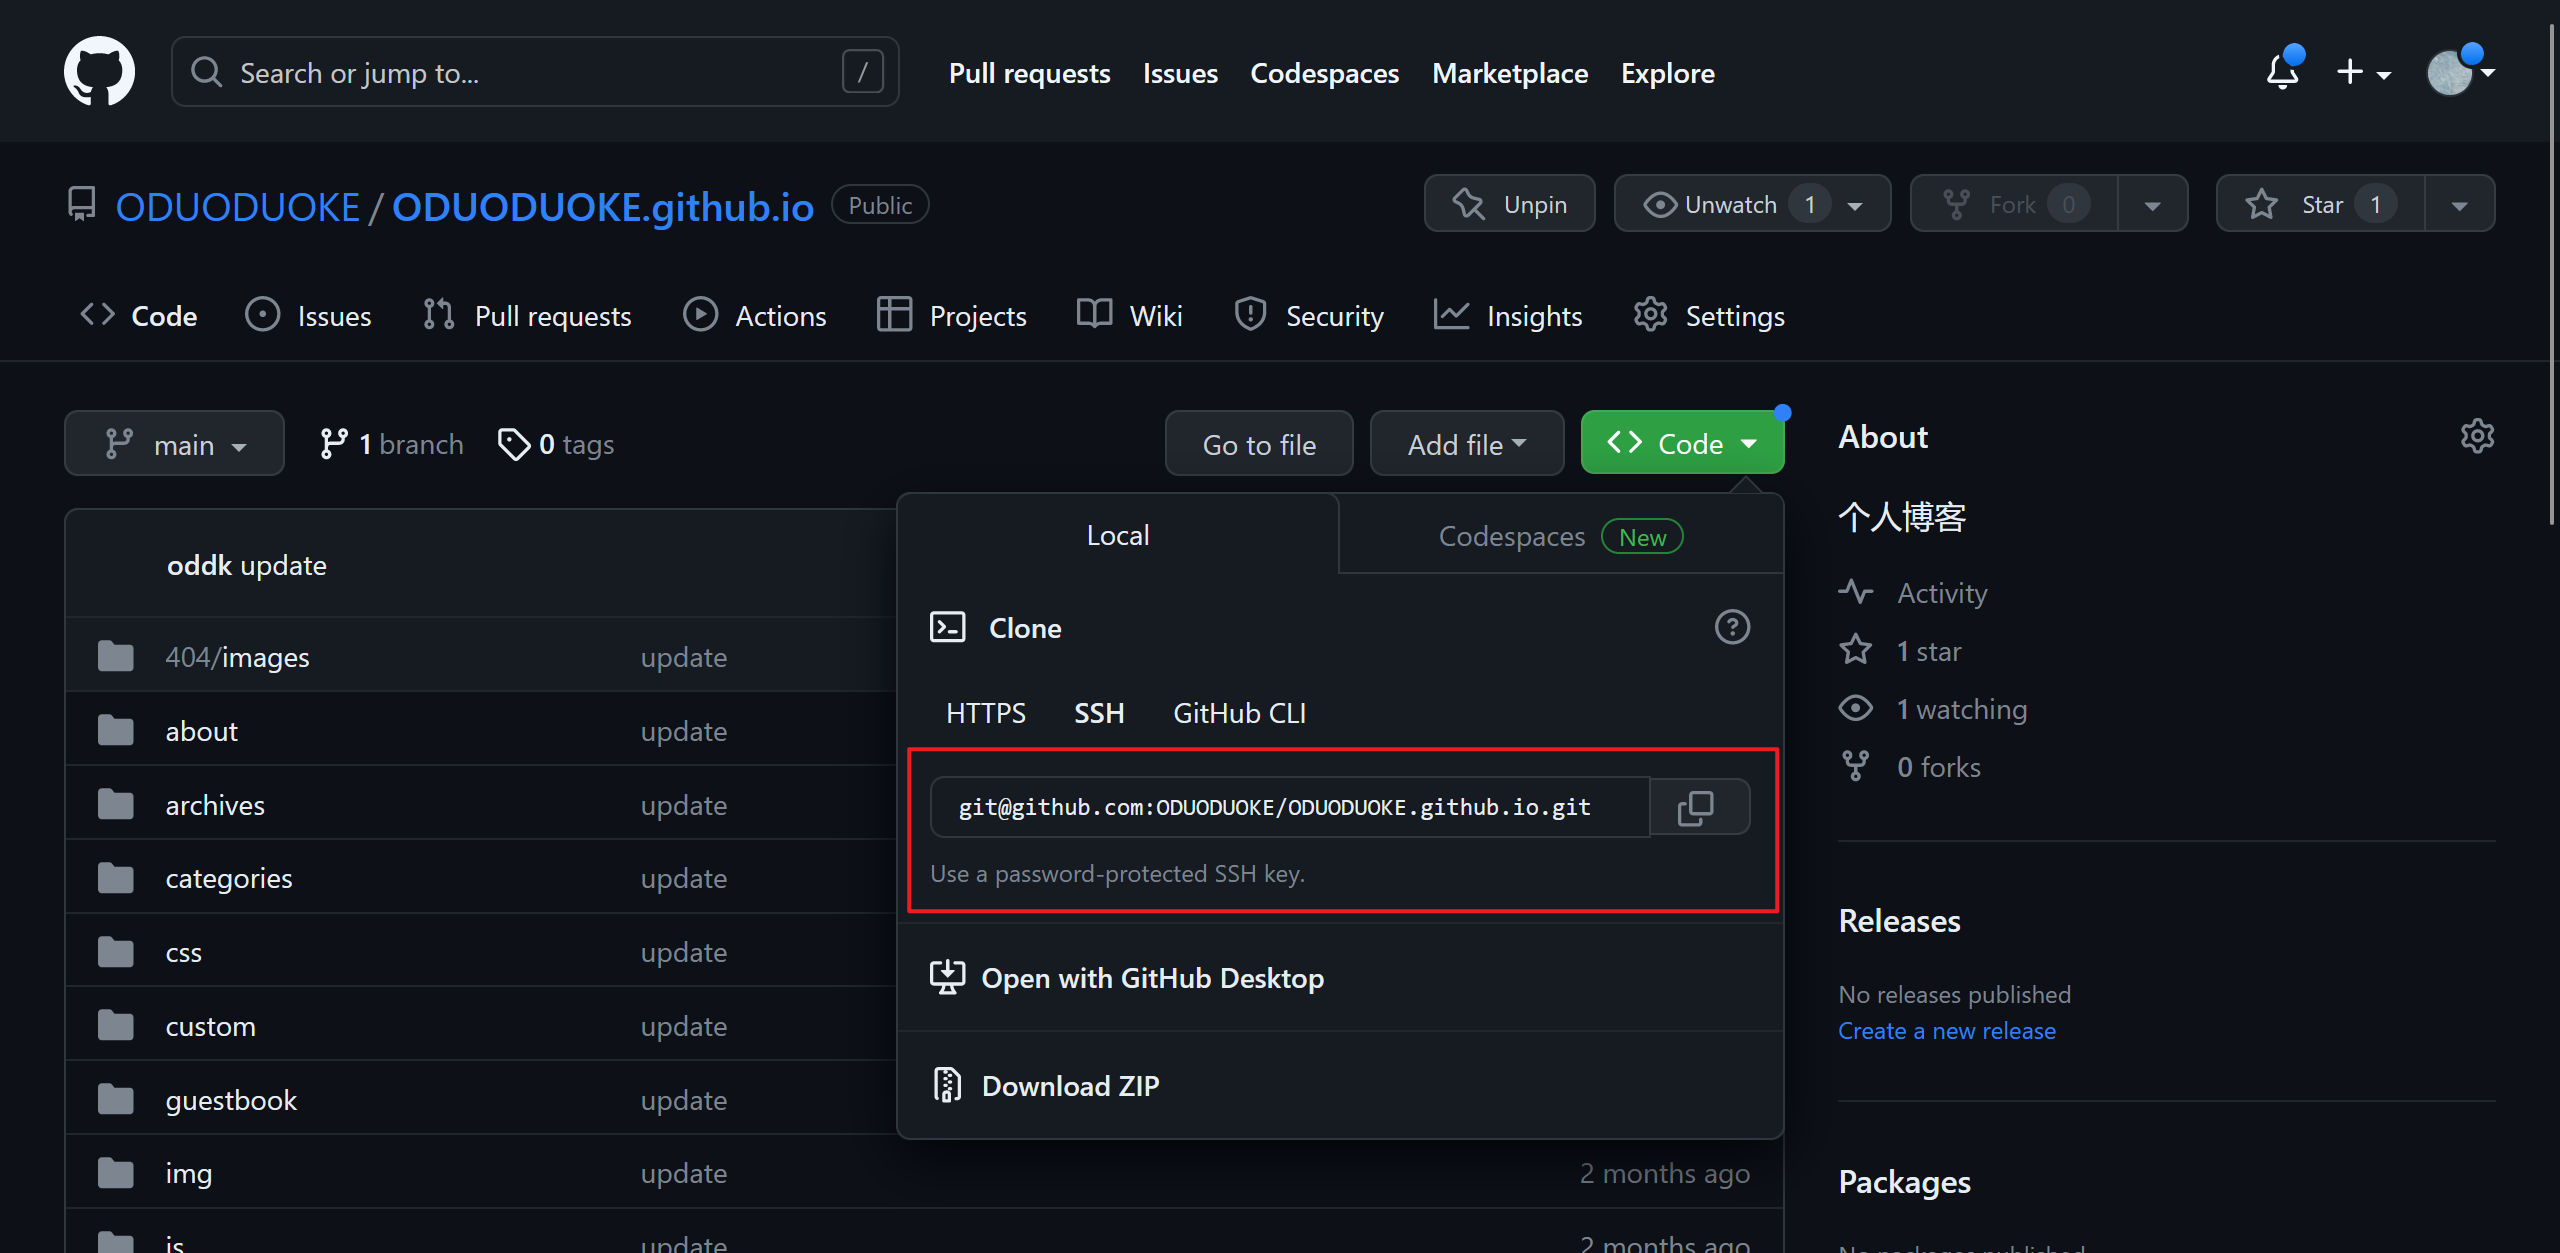 Search or jump to... /
Pull requests Issues Codespaces Marketplace Explore
ODUODUOKE / ODUODUOKE.github.io Public
Unpin Unwatch 1 Fork 0 Star 1
Code Issues Pull requests Actions Projects Wiki Security Insights Settings
main 1 branch 0 tags Go to file Add file Code
oddk update
404/images update
about update
archives update
categories update
css update
custom update
guestbook update
img update 2 months ago
js update 2 months ago
Local Codespaces New
Clone
HTTPS SSH GitHub CLI
git@github.com:ODUODUOKE/ODUODUOKE.github.io.git
Use a password-protected SSH key.
Open with GitHub Desktop
Download ZIP
About
个人博客
Activity
1 star
1 watching
0 forks
Releases
No releases published
Create a new release
Packages
No packages published